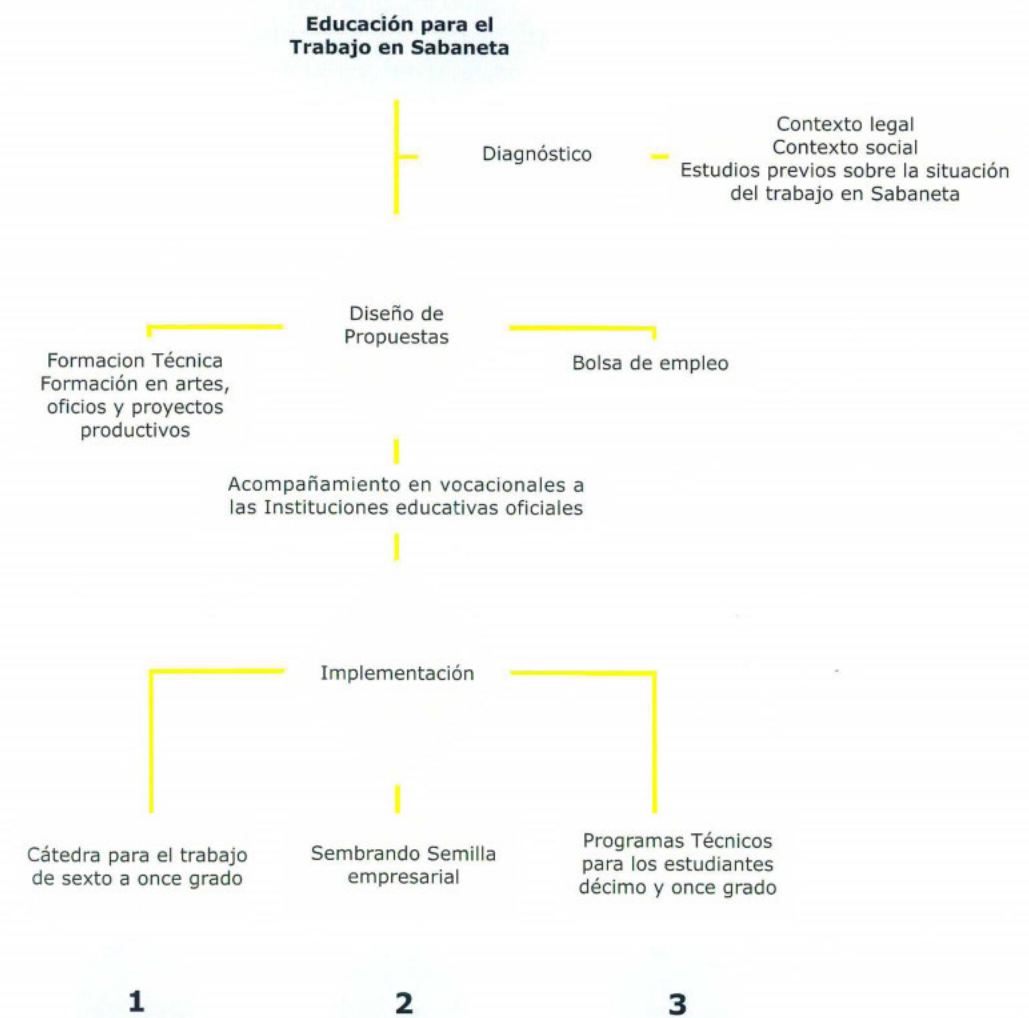 Educación para el
Trabajo en Sabaneta
Diagnóstico
Contexto legal
Contexto social
Estudios previos sobre la situación
del trabajo en Sabaneta
Diseño de
Propuestas
Formacion Técnica
Formación en artes,
oficios y proyectos
productivos
Bolsa de empleo
Acompañamiento en vocacionales a
las Instituciones educativas oficiales
Implementación
Cátedra para el trabajo
de sexto a once grado
Sembrando Semilla
empresarial
Programas Técnicos
para los estudiantes
décimo y once grado
1
2
3